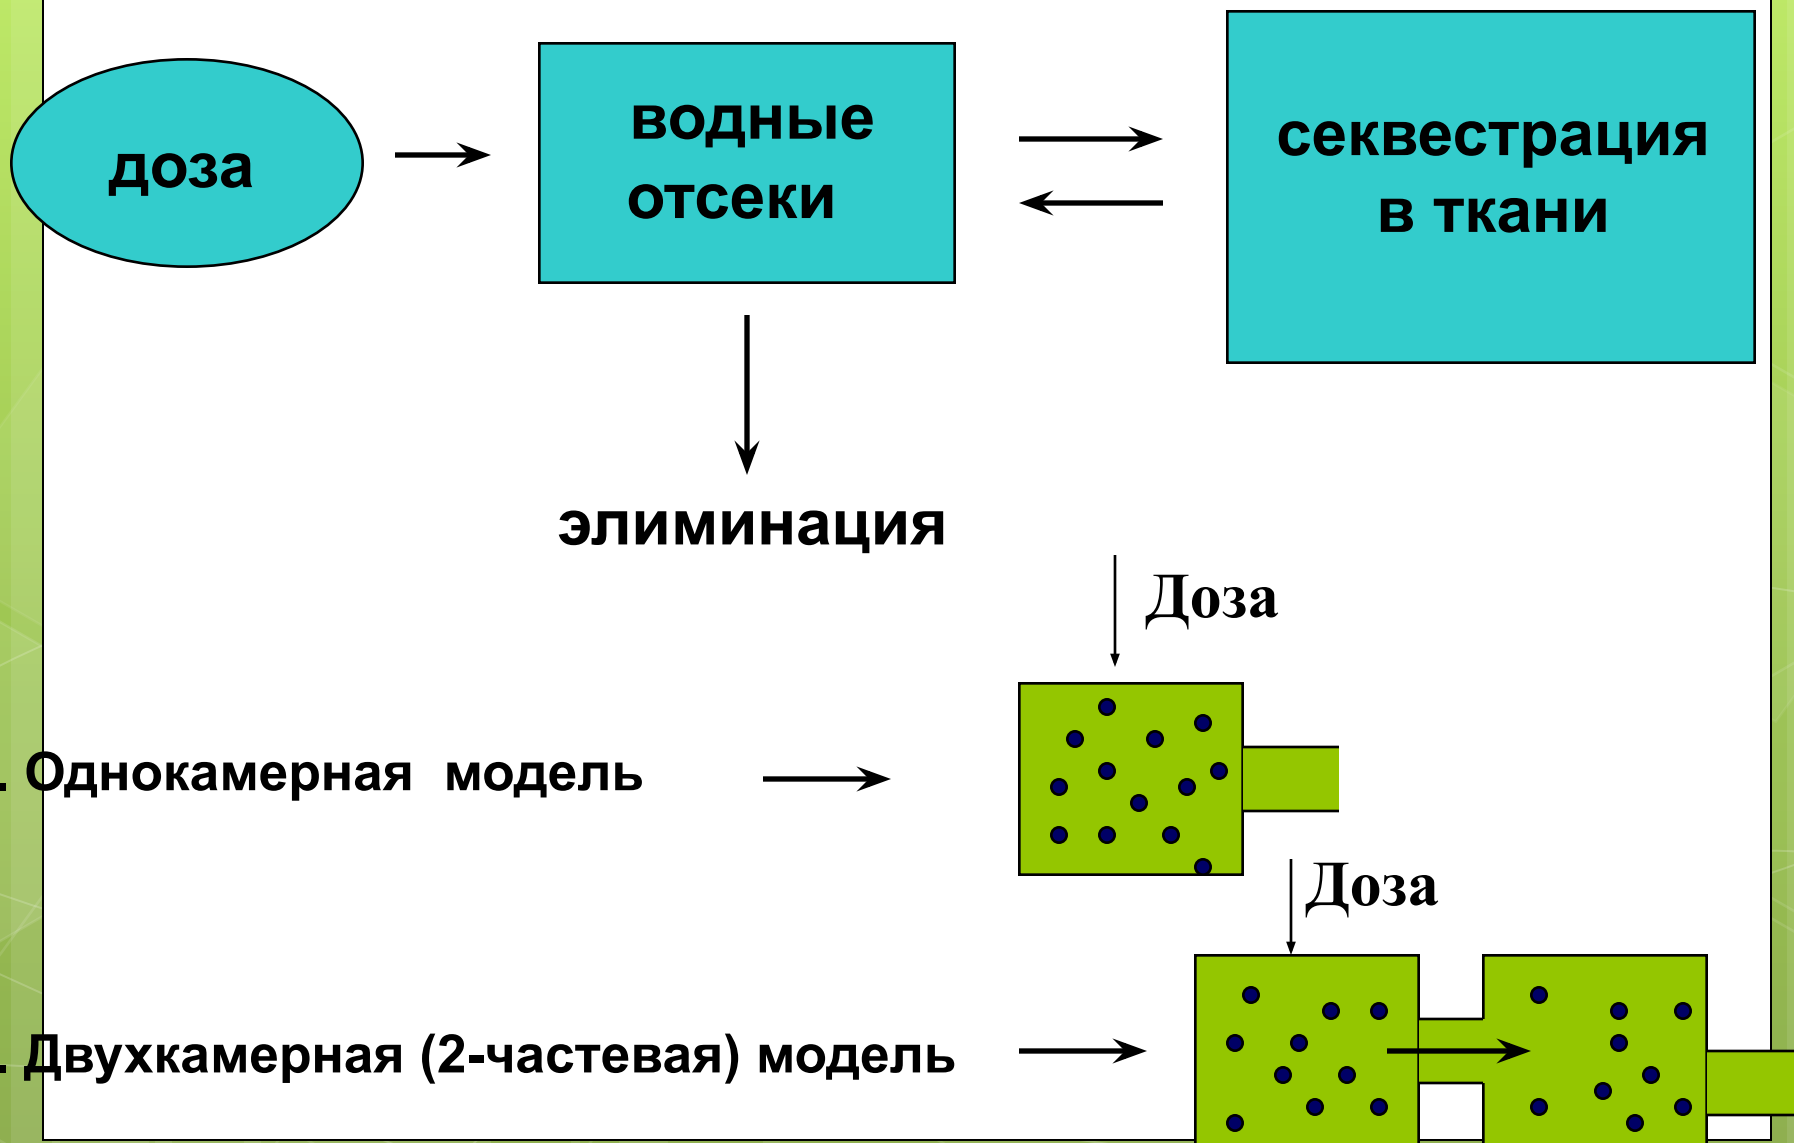 доза
водные
отсеки
секвестрация
в ткани
элиминация
Доза
. Однокамерная модель
Доза
. Двухкамерная (2-частевая) модель